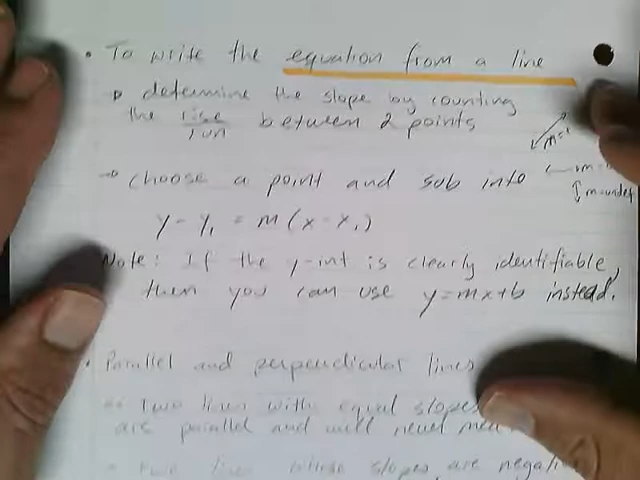 • To write the equation from a line
→ determine the slope by counting
the rise/run between 2 points
→ choose a point and sub into
y - y₁ = m(x - x₁)
Note: If the y-int is clearly identifiable,
then you can use y=mx+b instead.
• Parallel and perpendicular lines
→ Two lines with equal slopes
are parallel and will never
→ two lines whose slopes are